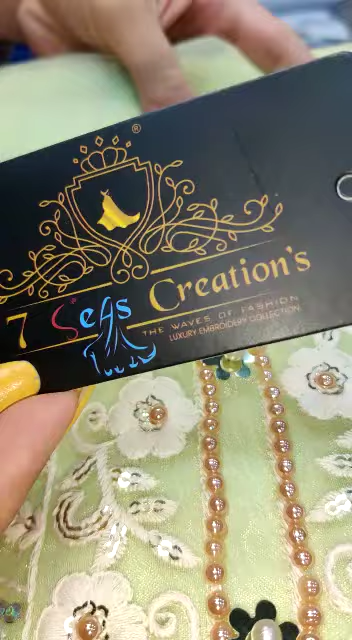 ®
7 Seas Creation's
THE WAVES OF FASHION
LUXURY EMBROIDERY COLLECTION